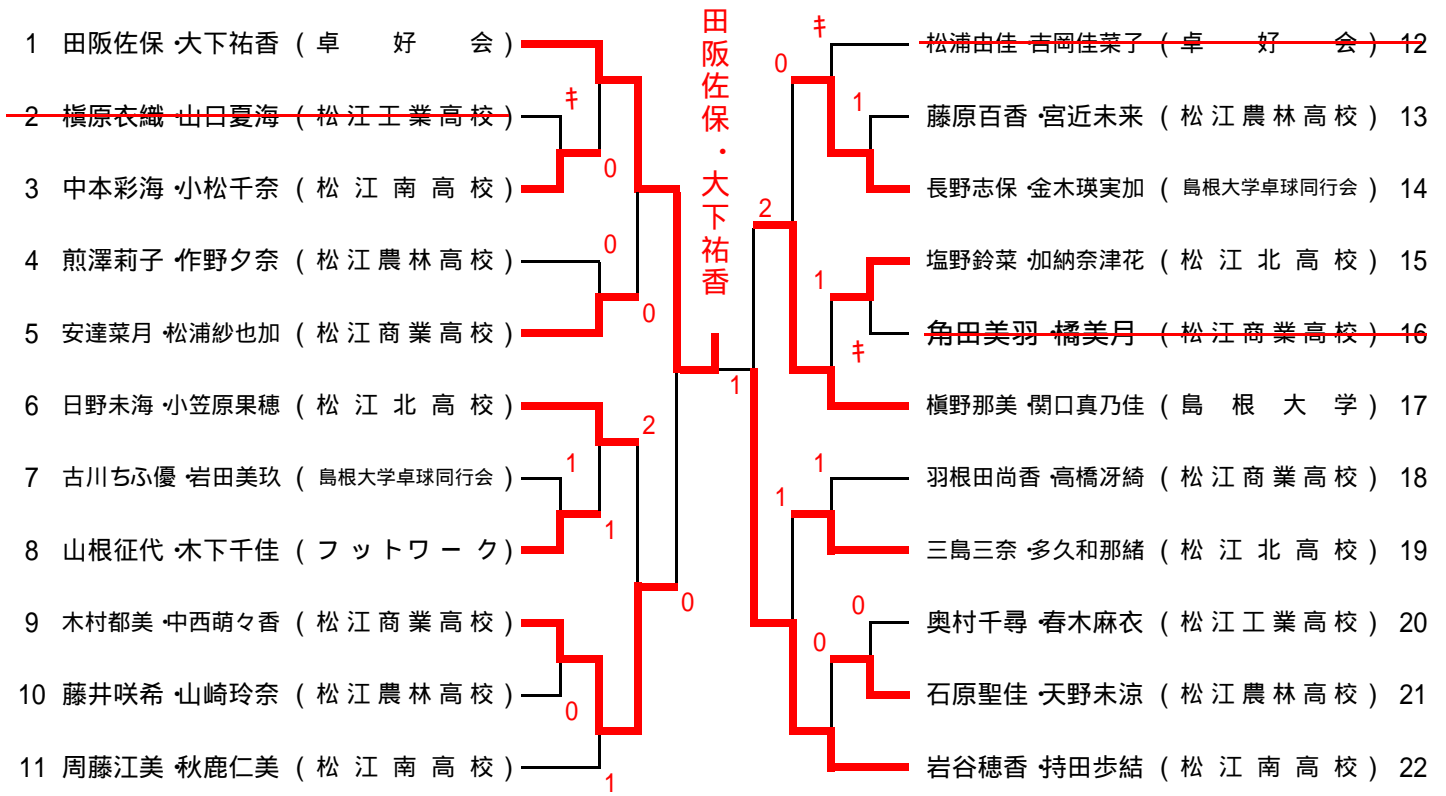 田阪佐保・大下祐香
1 田阪佐保・大下祐香 ( 卓 好 会 )
キ
2 槇原衣織・山口夏海 ( 松江工業高校 )
0
3 中本彩海・小松千奈 ( 松江南高校 )
0
4 煎澤莉子・作野夕奈 ( 松江農林高校 )
0
5 安達菜月・松浦紗也加 ( 松江商業高校 )
6 日野未海・小笠原果穂 ( 松江北高校 )
2
1
7 古川ちふ優・岩田美玖 ( 島根大学卓球同行会 )
1
8 山根征代・木下千佳 ( フットワーク )
0
9 木村都美・中西萌々香 ( 松江商業高校 )
10 藤井咲希・山崎玲奈 ( 松江農林高校 )
0
11 周藤江美・秋鹿仁美 ( 松江南高校 )
1
1
キ
松浦由佳・吉岡佳菜子 ( 卓 好 会 ) 12
0
1
藤原百香・宮近未来 ( 松江農林高校 ) 13
長野志保・金木瑛実加 ( 島根大学卓球同行会 ) 14
2
塩野鈴菜・加納奈津花 ( 松江北高校 ) 15
1
角田美羽・橘美月 ( 松江商業高校 ) 16
キ
槇野那美・関口真乃佳 ( 島根大学 ) 17
1
羽根田尚香・高橋冴綺 ( 松江商業高校 ) 18
1
三島三奈・多久和那緒 ( 松江北高校 ) 19
0
奥村千尋・春木麻衣 ( 松江工業高校 ) 20
0
石原聖佳・天野未涼 ( 松江農林高校 ) 21
岩谷穂香・持田歩結 ( 松江南高校 ) 22